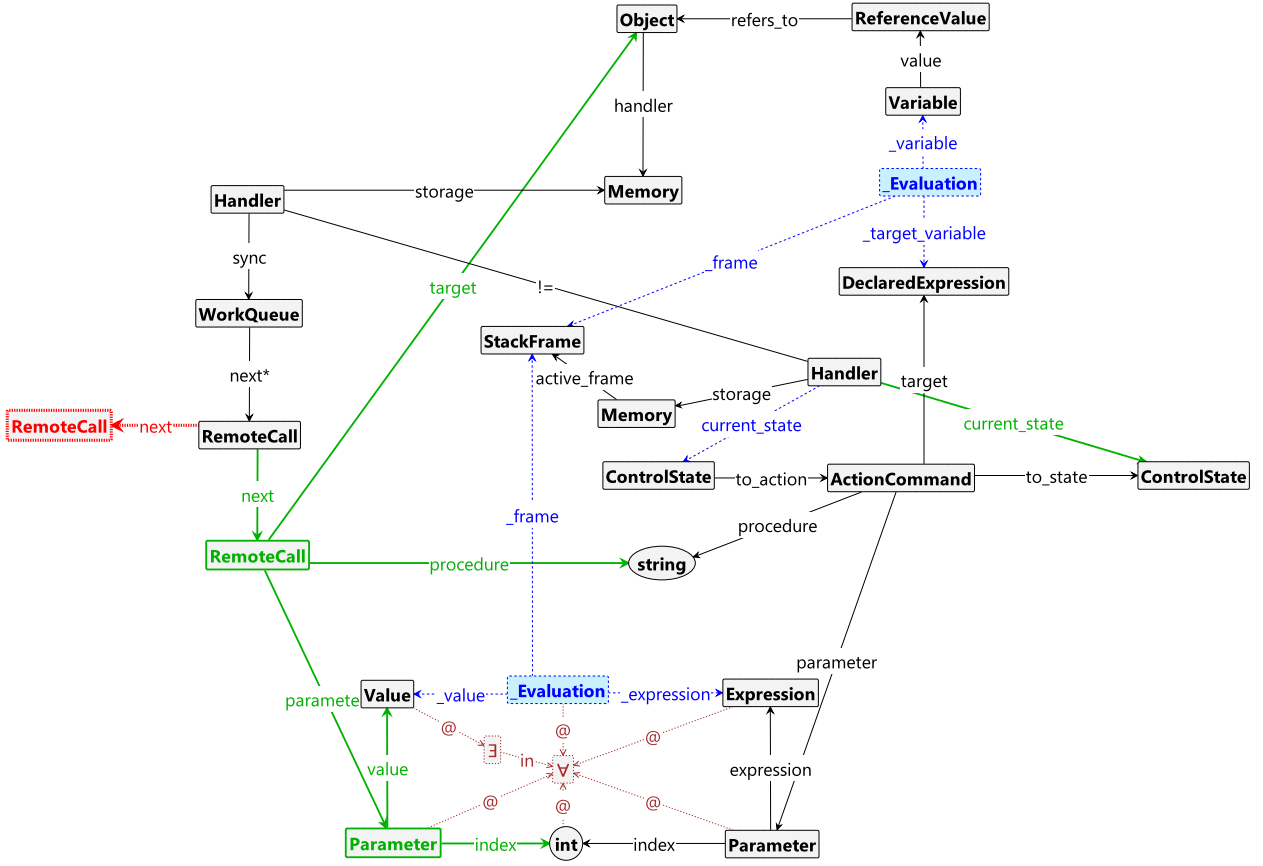 Object
refers_to
ReferenceValue
value
handler
Variable
_variable
Handler
storage
Memory
_Evaluation
sync
_target_variable
_frame
target
!=
DeclaredExpression
WorkQueue
StackFrame
next*
active_frame
Handler
target
storage
Memory
current_state
current_state
RemoteCall
next
RemoteCall
ControlState
to_action
ActionCommand
to_state
ControlState
next
_frame
procedure
RemoteCall
procedure
string
parameter
paramete
Value
_value
_Evaluation
_expression
Expression
@
@
@
∃
in
∀
value
expression
@
@
@
Parameter
index
int
index
Parameter